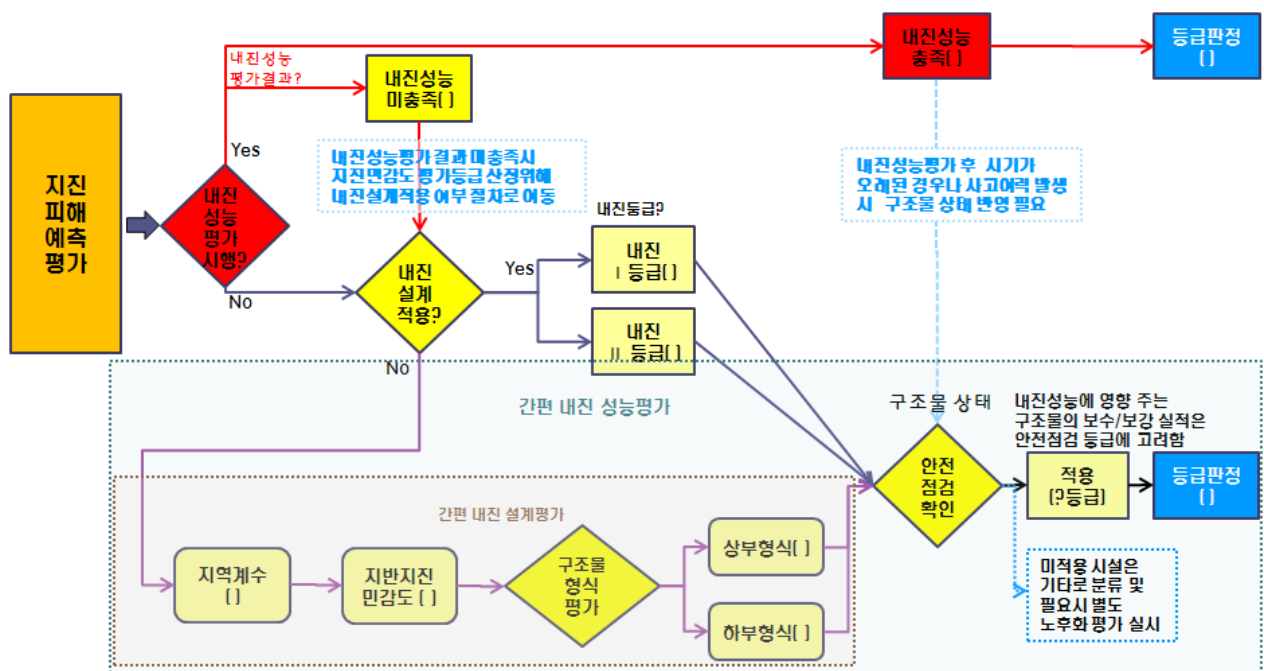 지진
피해
예측
평가
내진
성능
평가
시행?
Yes
No
내진성능
평가결과?
내진성능
미충족( )
내진성능
충족( )
등급판정
( )
내진성능평가 결과 미충족시
지진민감도 평가등급 산정위해
내진설계적용 여부 절차로 이동
내진성능평가 후 시기가
오래된 경우나 사고이력 발생
시 구조물 상태 반영 필요
내진
설계
적용?
Yes
No
내진등급?
내진
I 등급( )
내진
II 등급( )
간편 내진 성능평가
구조물 상태
내진성능에 영향 주는
구조물의 보수/보강 실적은
안전점검 등급에 고려함
안전
점검
확인
적용
(?등급)
등급판정
( )
미적용 시설은
기타로 분류 및
필요시 별도
노후화 평가 실시
간편 내진 설계평가
지역계수
( )
지반지진
민감도 ( )
구조물
형식
평가
상부형식( )
하부형식( )